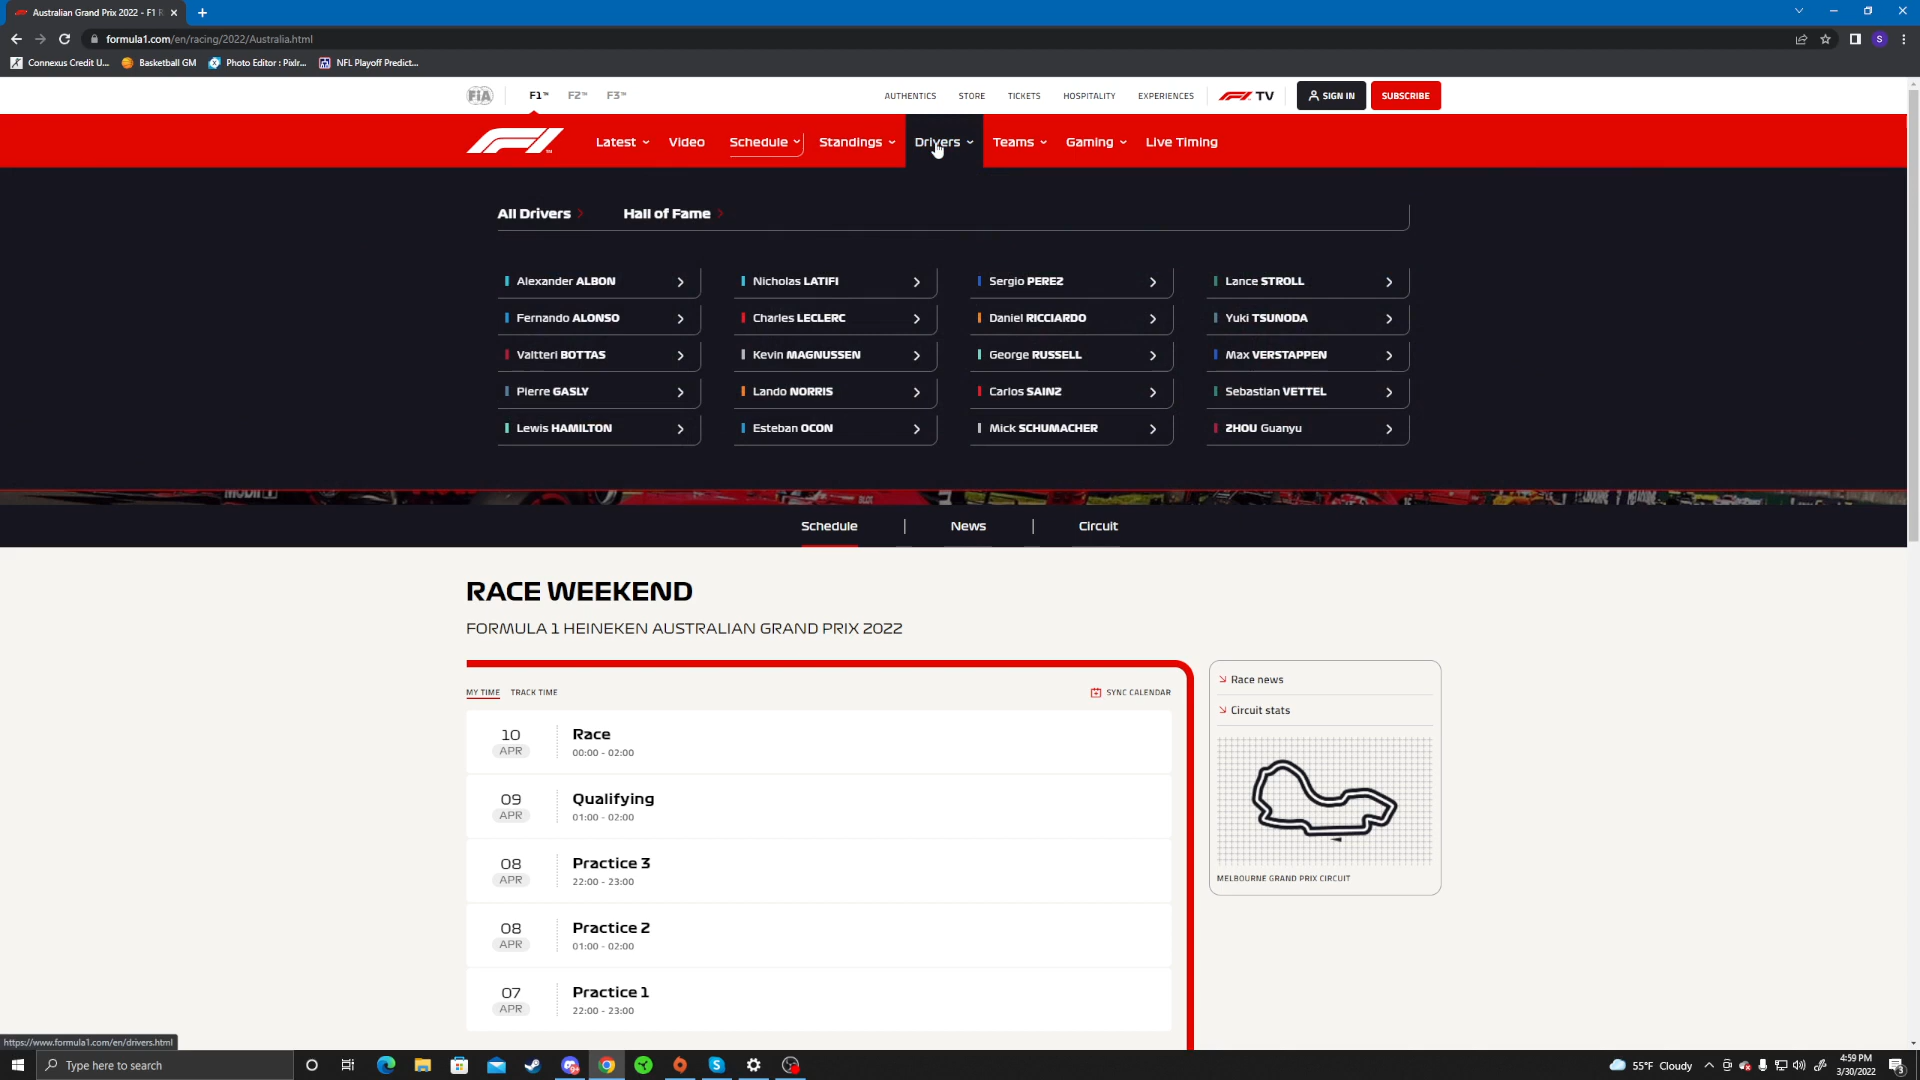 Australian Grand Prix 2022 - F1 R
formula1.com/en/racing/2022/Australia.html
S
Connexus Credit U...
Basketball GM
Photo Editor : Pixlr...
NFL Playoff Predict...
FIA
F1™
F2™
F3™
AUTHENTICS
STORE
TICKETS
HOSPITALITY
EXPERIENCES
F1 TV
SIGN IN
SUBSCRIBE
F1
Latest
Video
Schedule
Standings
Drivers
Teams
Gaming
Live Timing
All Drivers
Hall of Fame
Alexander ALBON
Nicholas LATIFI
Sergio PEREZ
Lance STROLL
Fernando ALONSO
Charles LECLERC
Daniel RICCIARDO
Yuki TSUNODA
Valtteri BOTTAS
Kevin MAGNUSSEN
George RUSSELL
Max VERSTAPPEN
Pierre GASLY
Lando NORRIS
Carlos SAINZ
Sebastian VETTEL
Lewis HAMILTON
Esteban OCON
Mick SCHUMACHER
ZHOU Guanyu
Schedule
News
Circuit
RACE WEEKEND
FORMULA 1 HEINEKEN AUSTRALIAN GRAND PRIX 2022
MY TIME
TRACK TIME
SYNC CALENDAR
10
APR
Race
00:00 - 02:00
09
APR
Qualifying
01:00 - 02:00
08
APR
Practice 3
22:00 - 23:00
08
APR
Practice 2
01:00 - 02:00
07
APR
Practice 1
22:00 - 23:00
Race news
Circuit stats
MELBOURNE GRAND PRIX CIRCUIT
https://www.formula1.com/en/drivers.html
Type here to search
55°F Cloudy
4:59 PM
3/30/2022
3